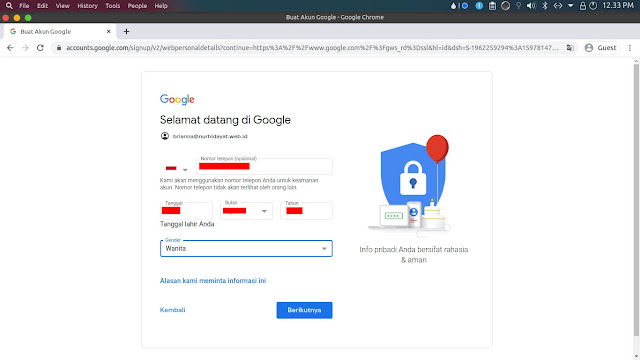 File Edit View History Tools People Help
12.33 PM
Buat Akun Google - Google Chrome
Buat Akun Google
accounts.google.com/signup/v2/webpersonaldetails?continue=https%3A%2F%2Fwww.google.com%2F%3Fgws_rd%3Dssl&hl=id&dsh=S-1962259294%3A15978147...
Guest
Google
Selamat datang di Google
brianna@nurhidayat.web.id
Nomor telepon (opsional)
Kami akan menggunakan nomor telepon Anda untuk keamanan
akun. Nomor telepon tidak akan terlihat oleh orang lain.
Tanggal Bulan Tahun
Tanggal lahir Anda
Gender
Wanita
Alasan kami meminta informasi ini
Kembali
Berikutnya
Info pribadi Anda bersifat rahasia
& aman